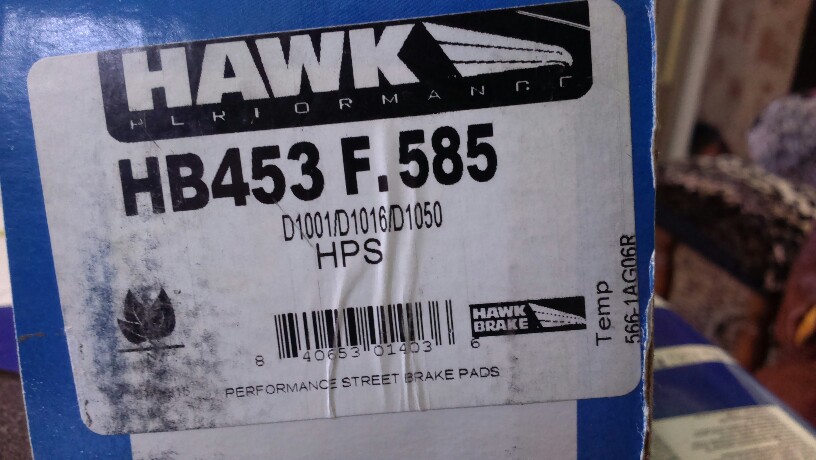 HAWK
PERFORMANCE
HB453 F.585
D1001/D1016/D1050
HPS
HAWK
BRAKE
8 40653 01403 6
PERFORMANCE STREET BRAKE PADS
Temp
566-1AG06R